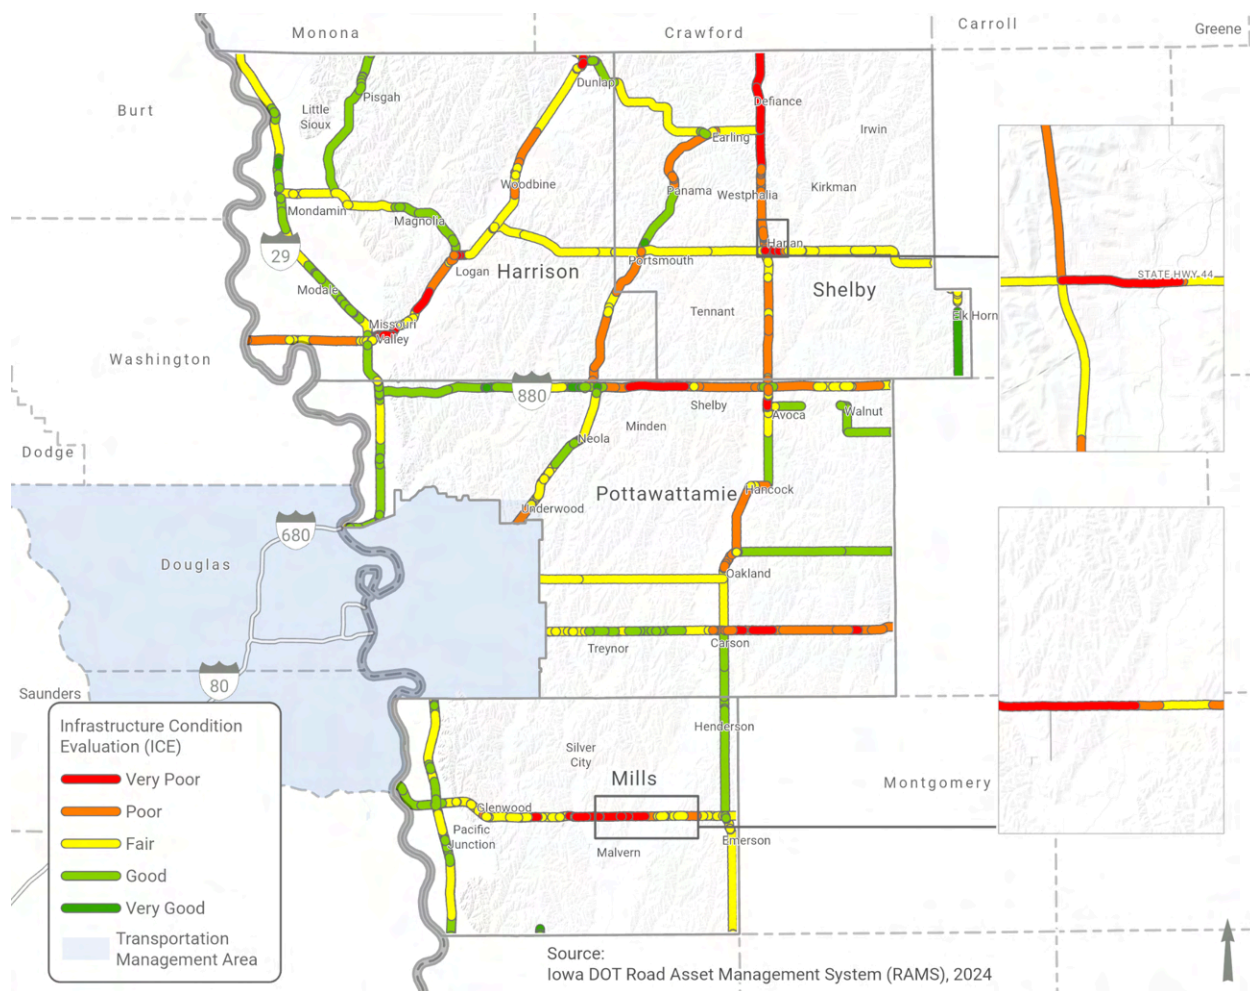 Monona
Crawford
Carroll
Greene
Burt
Little
Sioux
Pisgah
Dunlap
Defiance
Irwin
Earling
Woodbine
Panama
Westphalia
Kirkman
Mondamin
Magnolia
29
Logan
Harrison
Portsmouth
Harlan
STATE HWY 44
Modale
Shelby
Tennant
Elk Horn
Missouri
Valley
Washington
880
Shelby
Avoca
Walnut
Minden
Neola
Dodge
Pottawattamie
Hancock
Underwood
680
Douglas
Oakland
Treynor
Carson
80
Saunders
Henderson
Silver
City
Mills
Montgomery
Glenwood
Pacific
Junction
Malvern
Emerson
Infrastructure Condition
Evaluation (ICE)
Very Poor
Poor
Fair
Good
Very Good
Transportation
Management Area
Source:
Iowa DOT Road Asset Management System (RAMS), 2024